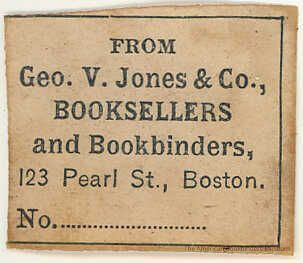 FROM
Geo. V. Jones & Co.,
BOOKSELLERS
and Bookbinders,
123 Pearl St., Boston.
No..........................